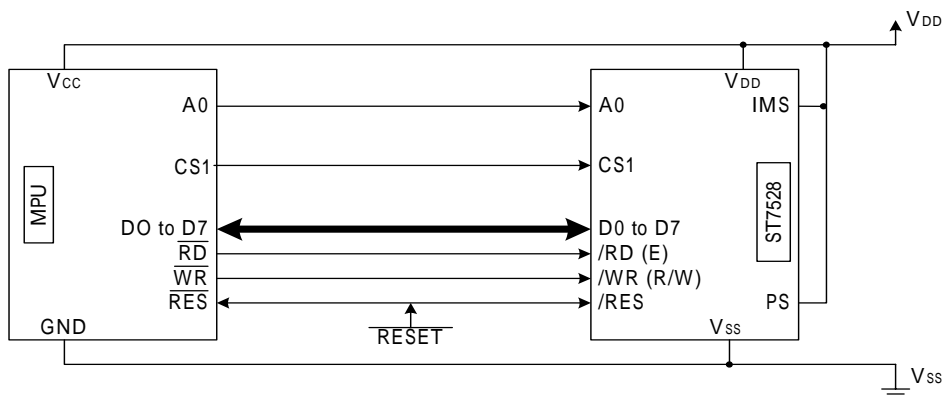 VDD
VCC
VDD
A0
A0
IMS
CS1
CS1
MPU
ST7528
DO to D7
D0 to D7
RD
/RD (E)
WR
/WR (R/W)
RES
/RES
PS
GND
RESET
VSS
VSS